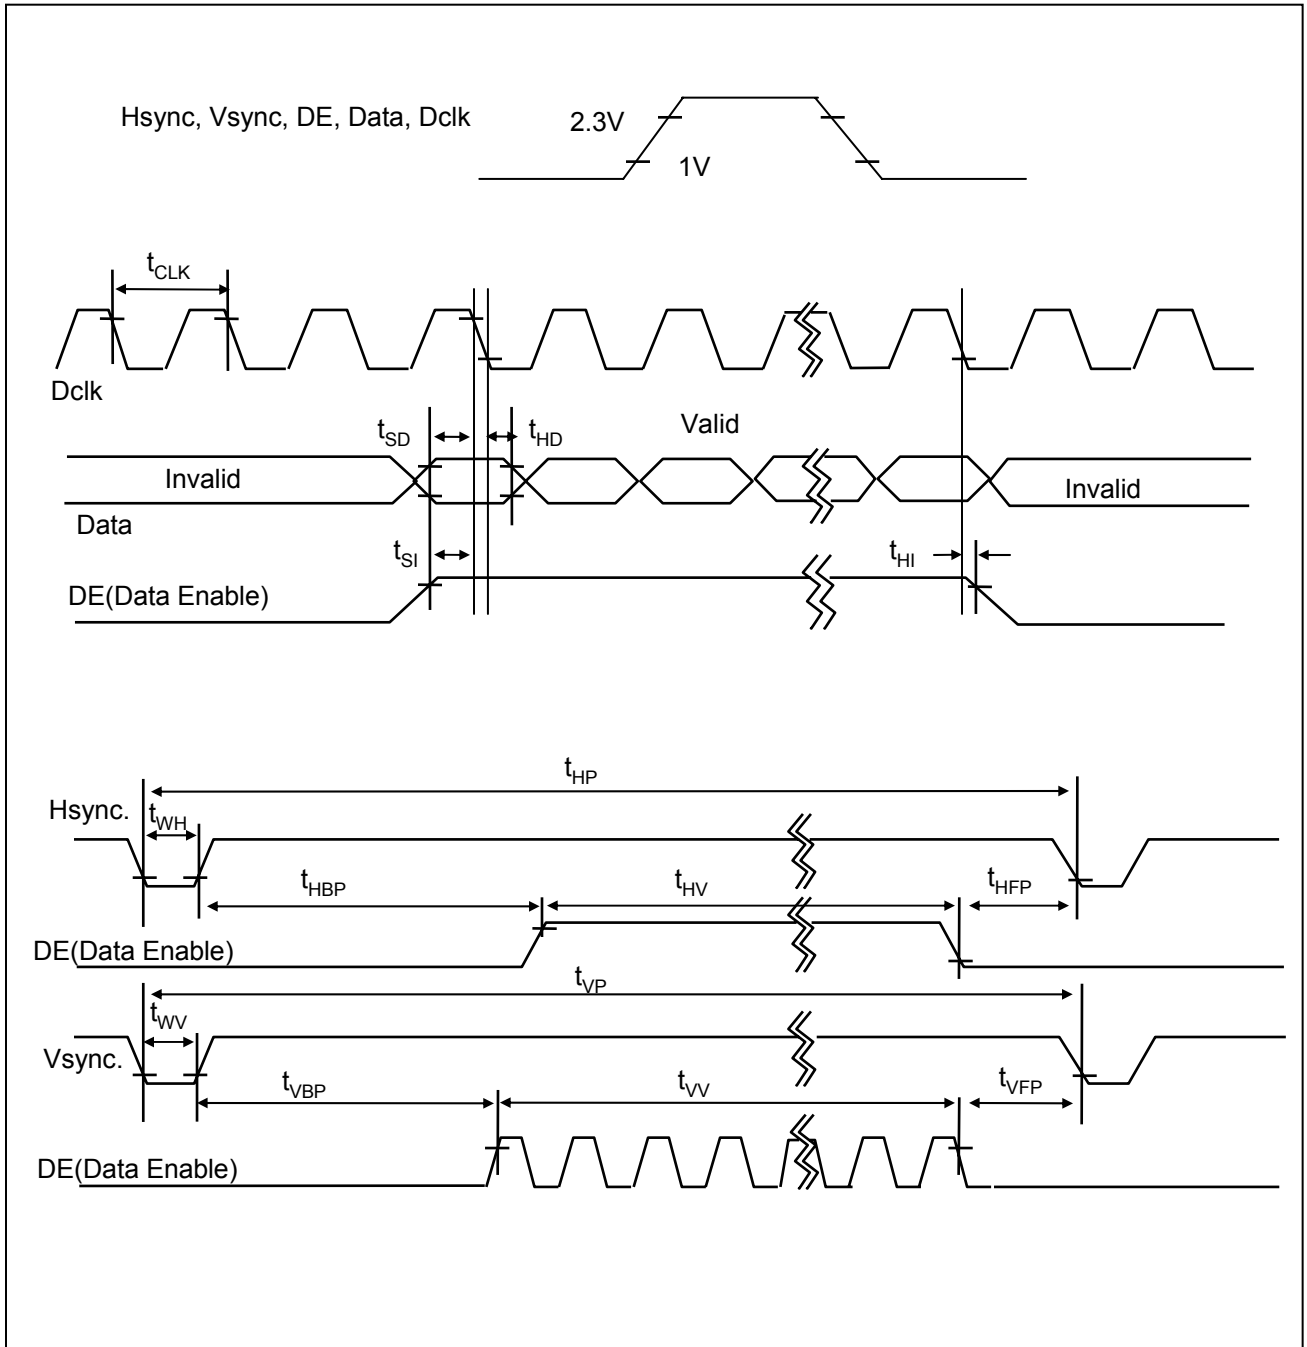 Hsync, Vsync, DE, Data, Dclk
2.3V
1V
tCLK
Dclk
tSD
tHD
Valid
Invalid
Invalid
Data
tSI
tHI
DE(Data Enable)
tHP
Hsync.
tWH
tHBP
tHV
tHFP
DE(Data Enable)
tVP
tWV
Vsync.
tVBP
tVV
tVFP
DE(Data Enable)